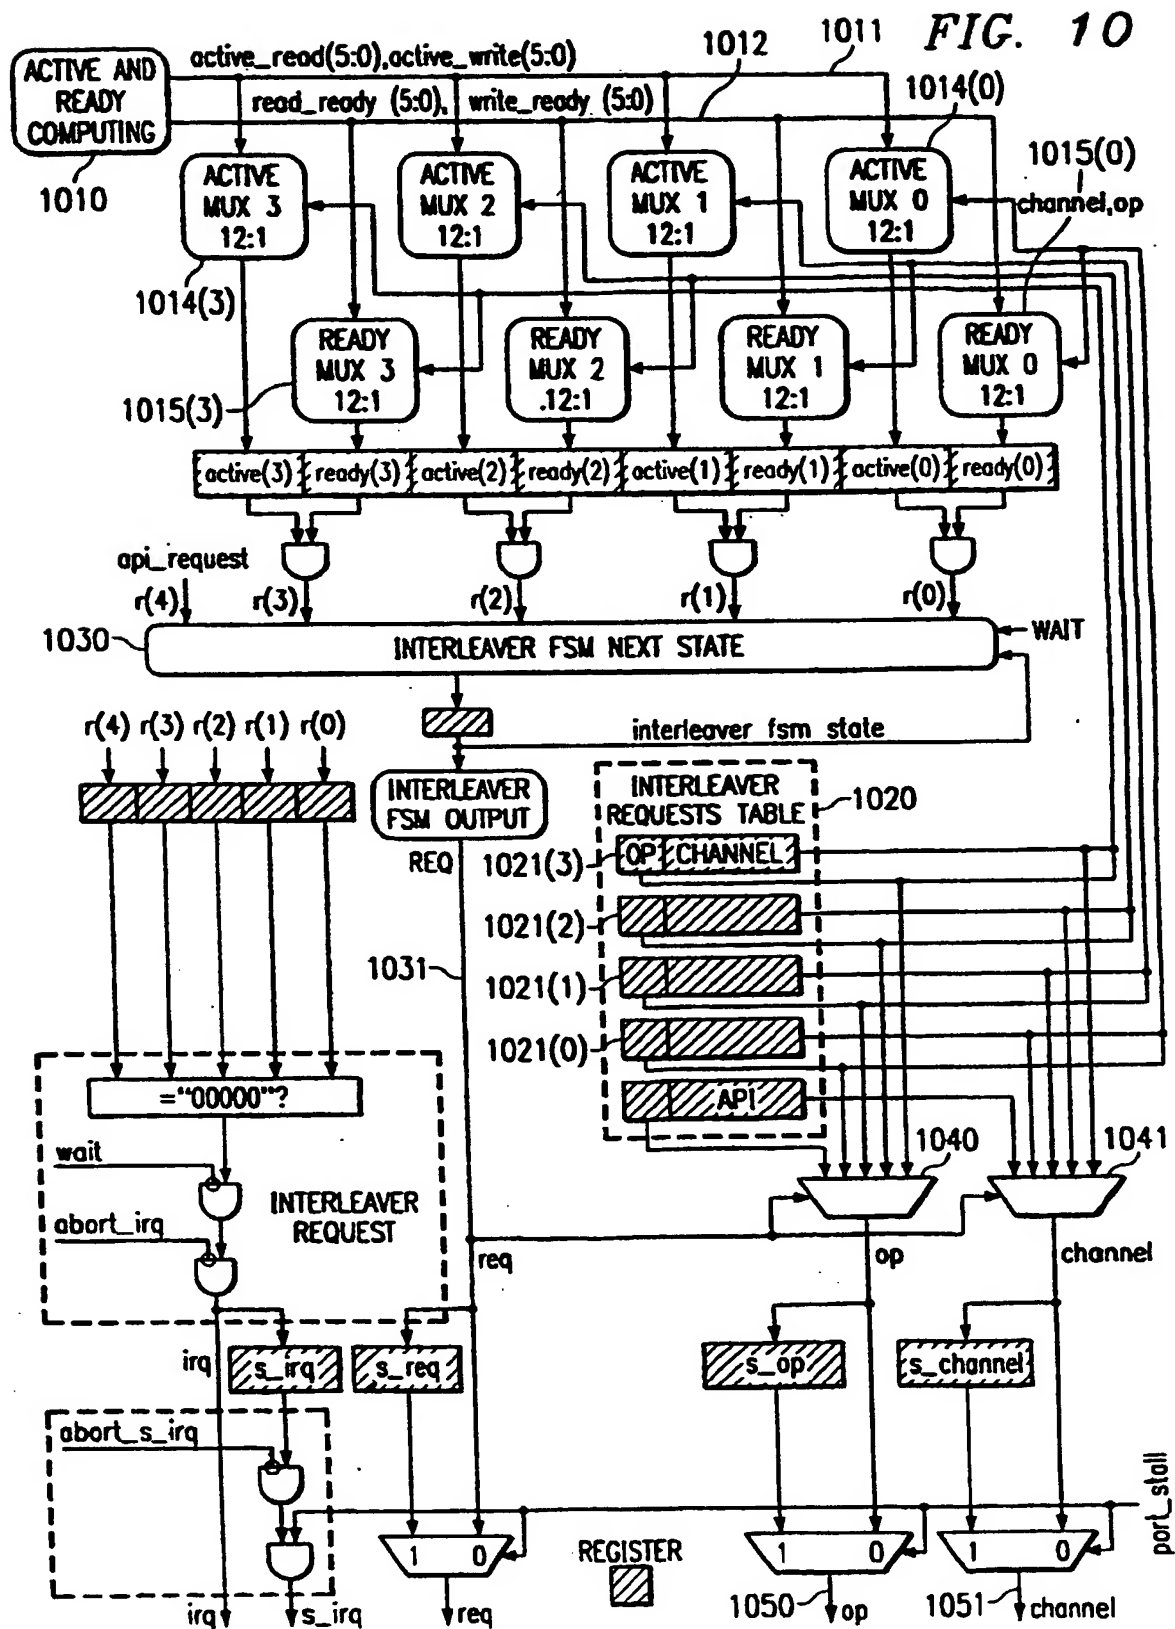 FIG. 10
ACTIVE AND
READY
COMPUTING
1010
active_read(5:0),active_write(5:0)
read_ready (5:0), write_ready (5:0)
1012
1011
1014(0)
1015(0)
channel,op
ACTIVE
MUX 3
12:1
ACTIVE
MUX 2
12:1
ACTIVE
MUX 1
12:1
ACTIVE
MUX 0
12:1
1014(3)
READY
MUX 3
12:1
READY
MUX 2
.12:1
READY
MUX 1
12:1
READY
MUX 0
12:1
1015(3)
active(3) ready(3) active(2) ready(2) active(1) ready(1) active(0) ready(0)
api_request
r(4) r(3) r(2) r(1) r(0)
1030
INTERLEAVER FSM NEXT STATE
WAIT
r(4) r(3) r(2) r(1) r(0)
interleaver fsm state
INTERLEAVER
FSM OUTPUT
REQ
INTERLEAVER
REQUESTS TABLE
1020
1021(3)
OP CHANNEL
1021(2)
1031
1021(1)
1021(0)
API
="00000"?
wait
abort_irq
INTERLEAVER
REQUEST
1040
1041
req
op
channel
irq
s_irq
s_req
s_op
s_channel
abort_s_irq
port_stall
1 0
REGISTER
1 0
1 0
irq
s_irq
req
1050
op
1051
channel